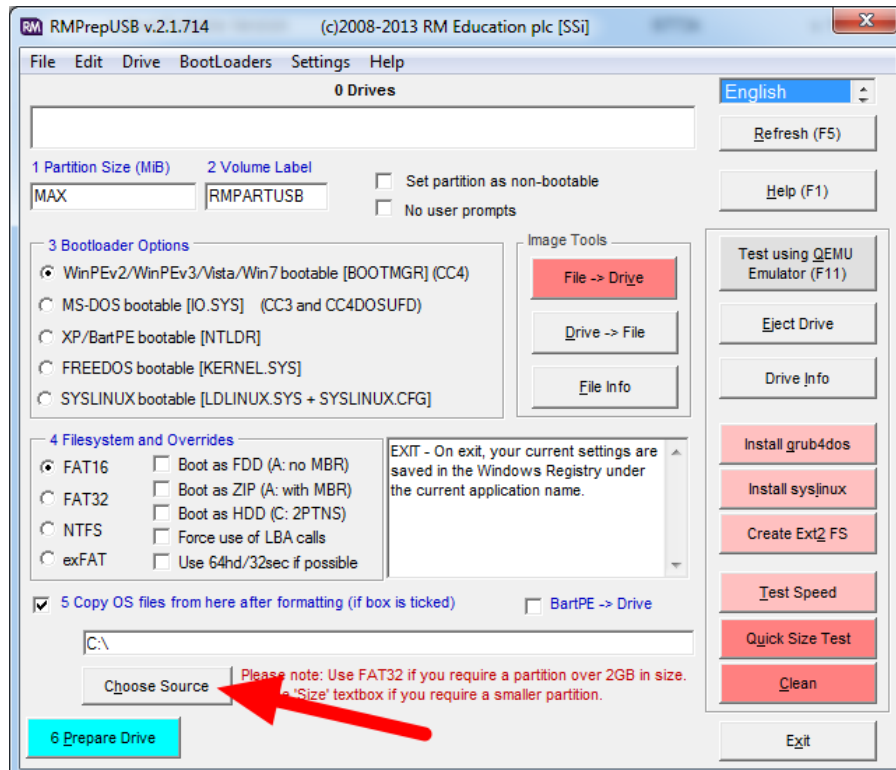 RM RMPrepUSB v.2.1.714 (c)2008-2013 RM Education plc [SSi]
File Edit Drive BootLoaders Settings Help
0 Drives
English
Refresh (F5)
1 Partition Size (MiB) 2 Volume Label
MAX RMPARTUSB
Set partition as non-bootable
No user prompts
Help (F1)
3 Bootloader Options
WinPEv2/WinPEv3/Vista/Win7 bootable [BOOTMGR] (CC4)
MS-DOS bootable [IO.SYS] (CC3 and CC4DOSUFD)
XP/BartPE bootable [NTLDR]
FREEDOS bootable [KERNEL.SYS]
SYSLINUX bootable [LDLINUX.SYS + SYSLINUX.CFG]
Image Tools
File -> Drive
Drive -> File
File Info
Test using QEMU
Emulator (F11)
Eject Drive
Drive Info
4 Filesystem and Overrides
FAT16
FAT32
NTFS
exFAT
Boot as FDD (A: no MBR)
Boot as ZIP (A: with MBR)
Boot as HDD (C: 2PTNS)
Force use of LBA calls
Use 64hd/32sec if possible
EXIT - On exit, your current settings are
saved in the Windows Registry under
the current application name.
Install grub4dos
Install syslinux
Create Ext2 FS
Test Speed
Quick Size Test
Clean
5 Copy OS files from here after formatting (if box is ticked) BartPE -> Drive
C:\
Choose Source
Please note: Use FAT32 if you require a partition over 2GB in size.
'Size' textbox if you require a smaller partition.
6 Prepare Drive
Exit